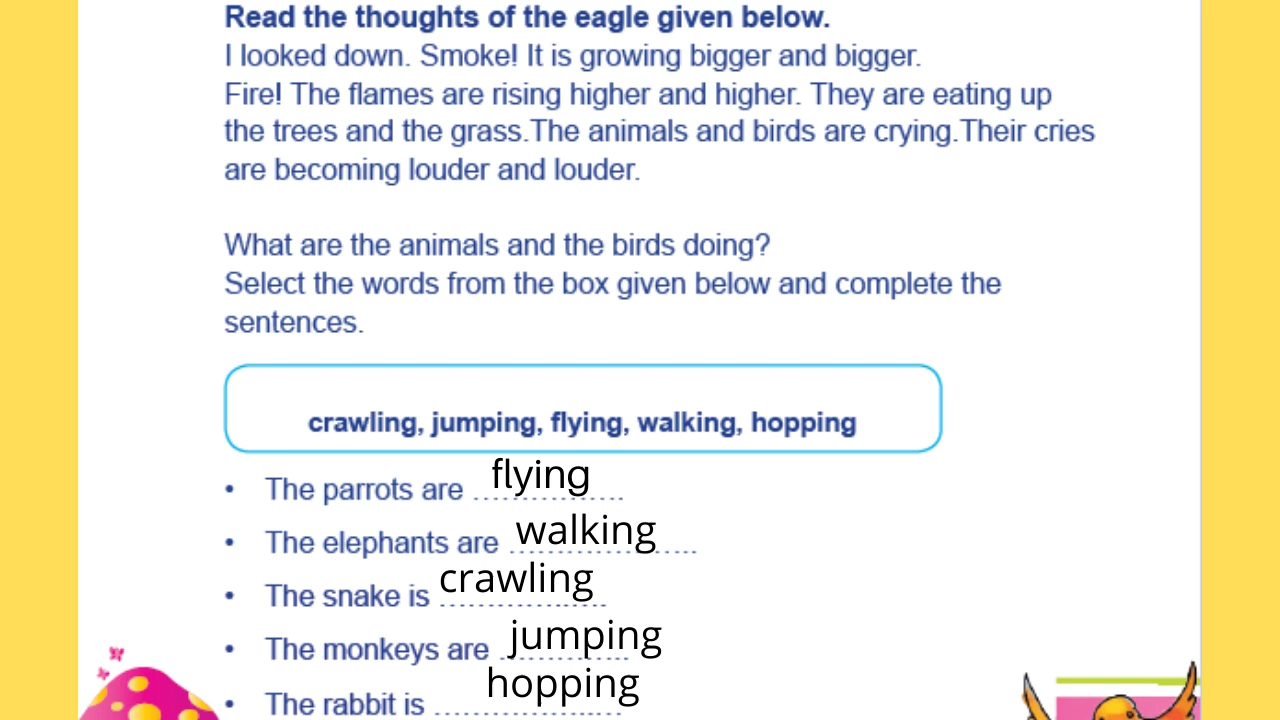 Read the thoughts of the eagle given below.
I looked down. Smoke! It is growing bigger and bigger.
Fire! The flames are rising higher and higher. They are eating up
the trees and the grass.The animals and birds are crying.Their cries
are becoming louder and louder.
What are the animals and the birds doing?
Select the words from the box given below and complete the
sentences.
crawling, jumping, flying, walking, hopping
• The parrots are ................ flying
• The elephants are .................... walking
• The snake is .................. crawling
• The monkeys are .............. jumping
• The rabbit is .................... hopping